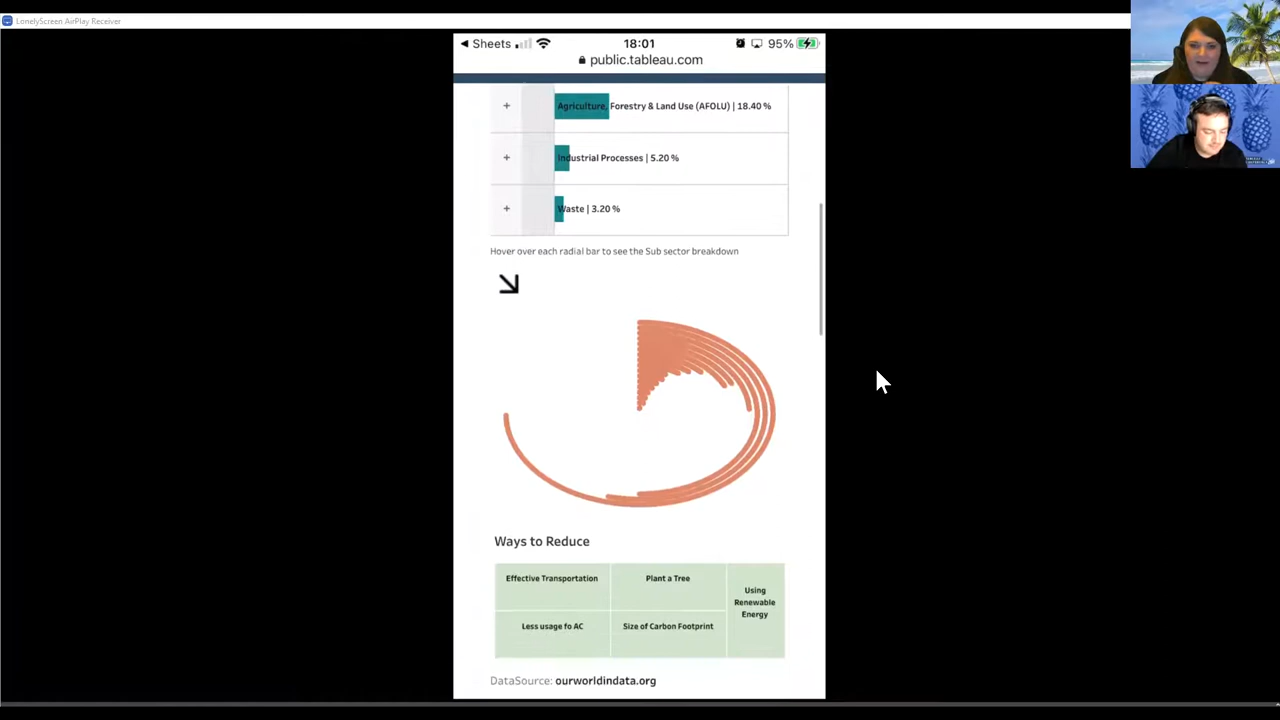 LonelyScreen AirPlay Receiver
Sheets
18:01
95%
public.tableau.com
+ Agriculture, Forestry & Land Use (AFOLU) | 18.40 %
+ Industrial Processes | 5.20 %
+ Waste | 3.20 %
Hover over each radial bar to see the Sub sector breakdown
Ways to Reduce
Effective Transportation
Plant a Tree
Using
Renewable
Energy
Less usage fo AC
Size of Carbon Footprint
DataSource: ourworldindata.org